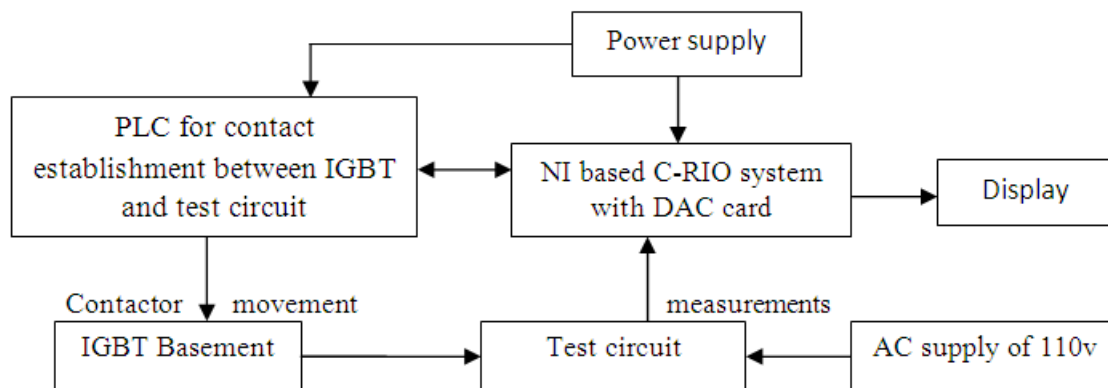 Power supply
PLC for contact
establishment between IGBT
and test circuit
NI based C-RIO system
with DAC card
Display
Contactor movement
measurements
IGBT Basement
Test circuit
AC supply of 110v